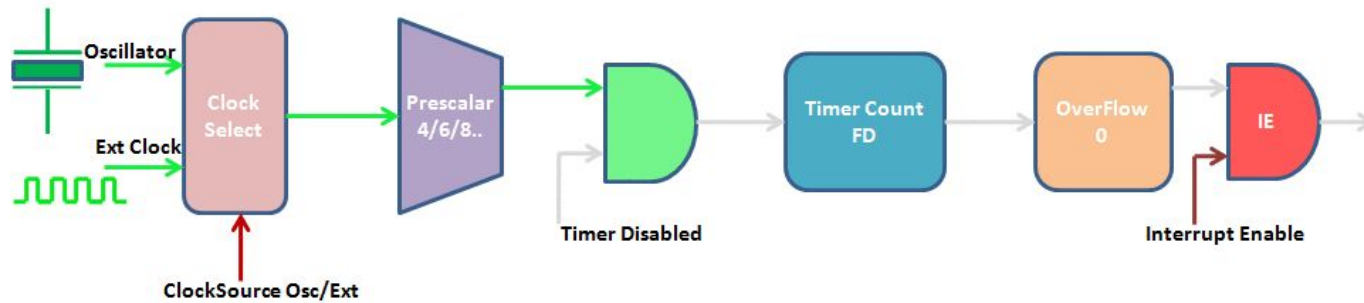 Oscillator
Ext Clock
Clock
Select
ClockSource Osc/Ext
Prescalar
4/6/8..
Timer Disabled
Timer Count
FD
OverFlow
0
IE
Interrupt Enable